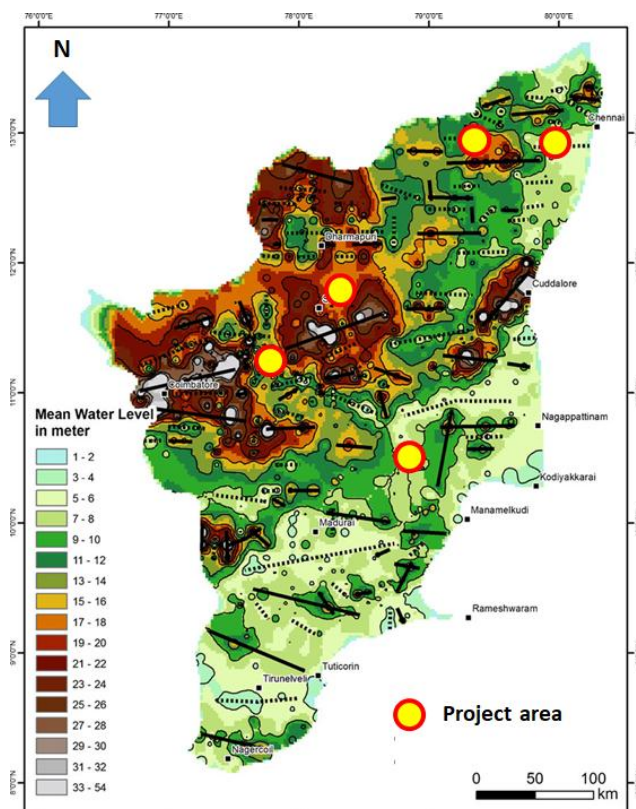 76°0'0"E 77°0'0"E 78°0'0"E 79°0'0"E 80°0'0"E
N
Chennai
13°0'0"N
Dharmapuri
12°0'0"N
Cuddalore
Coimbatore
11°0'0"N
Mean Water Level
in meter
Nagappattinam
1 - 2
3 - 4
5 - 6
7 - 8
9 - 10
11 - 12
13 - 14
15 - 16
17 - 18
19 - 20
21 - 22
23 - 24
25 - 26
27 - 28
29 - 30
31 - 32
33 - 54
Kodiyakkarai
Manamelkudi
10°0'0"N
Madurai
Rameshwaram
9°0'0"N
Tuticorin
Tirunelveli
Project area
Nagercoil
8°0'0"N
0 50 100
km